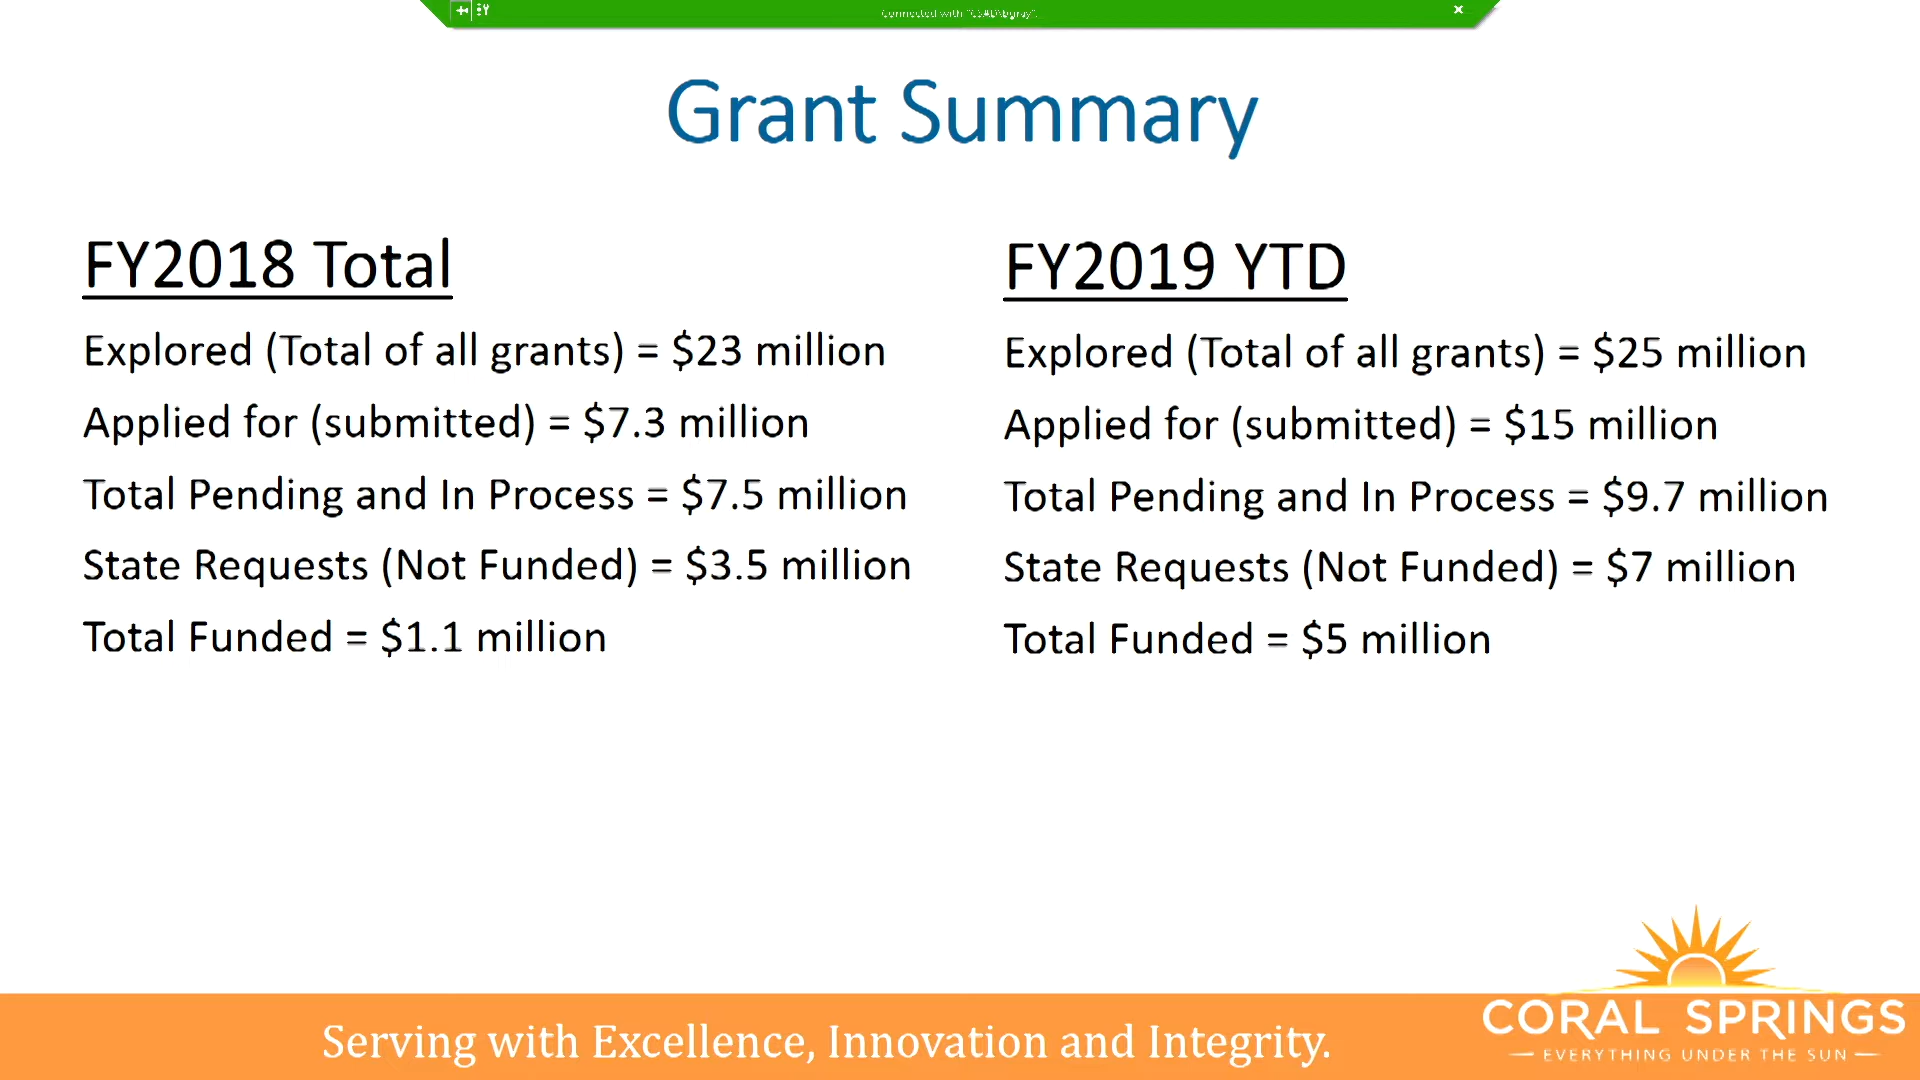 Connected with
Grant Summary
FY2018 Total
Explored (Total of all grants) = $23 million
Applied for (submitted) = $7.3 million
Total Pending and In Process = $7.5 million
State Requests (Not Funded) = $3.5 million
Total Funded = $1.1 million
FY2019 YTD
Explored (Total of all grants) = $25 million
Applied for (submitted) = $15 million
Total Pending and In Process = $9.7 million
State Requests (Not Funded) = $7 million
Total Funded = $5 million
Serving with Excellence, Innovation and Integrity.
CORAL SPRINGS
EVERYTHING UNDER THE SUN